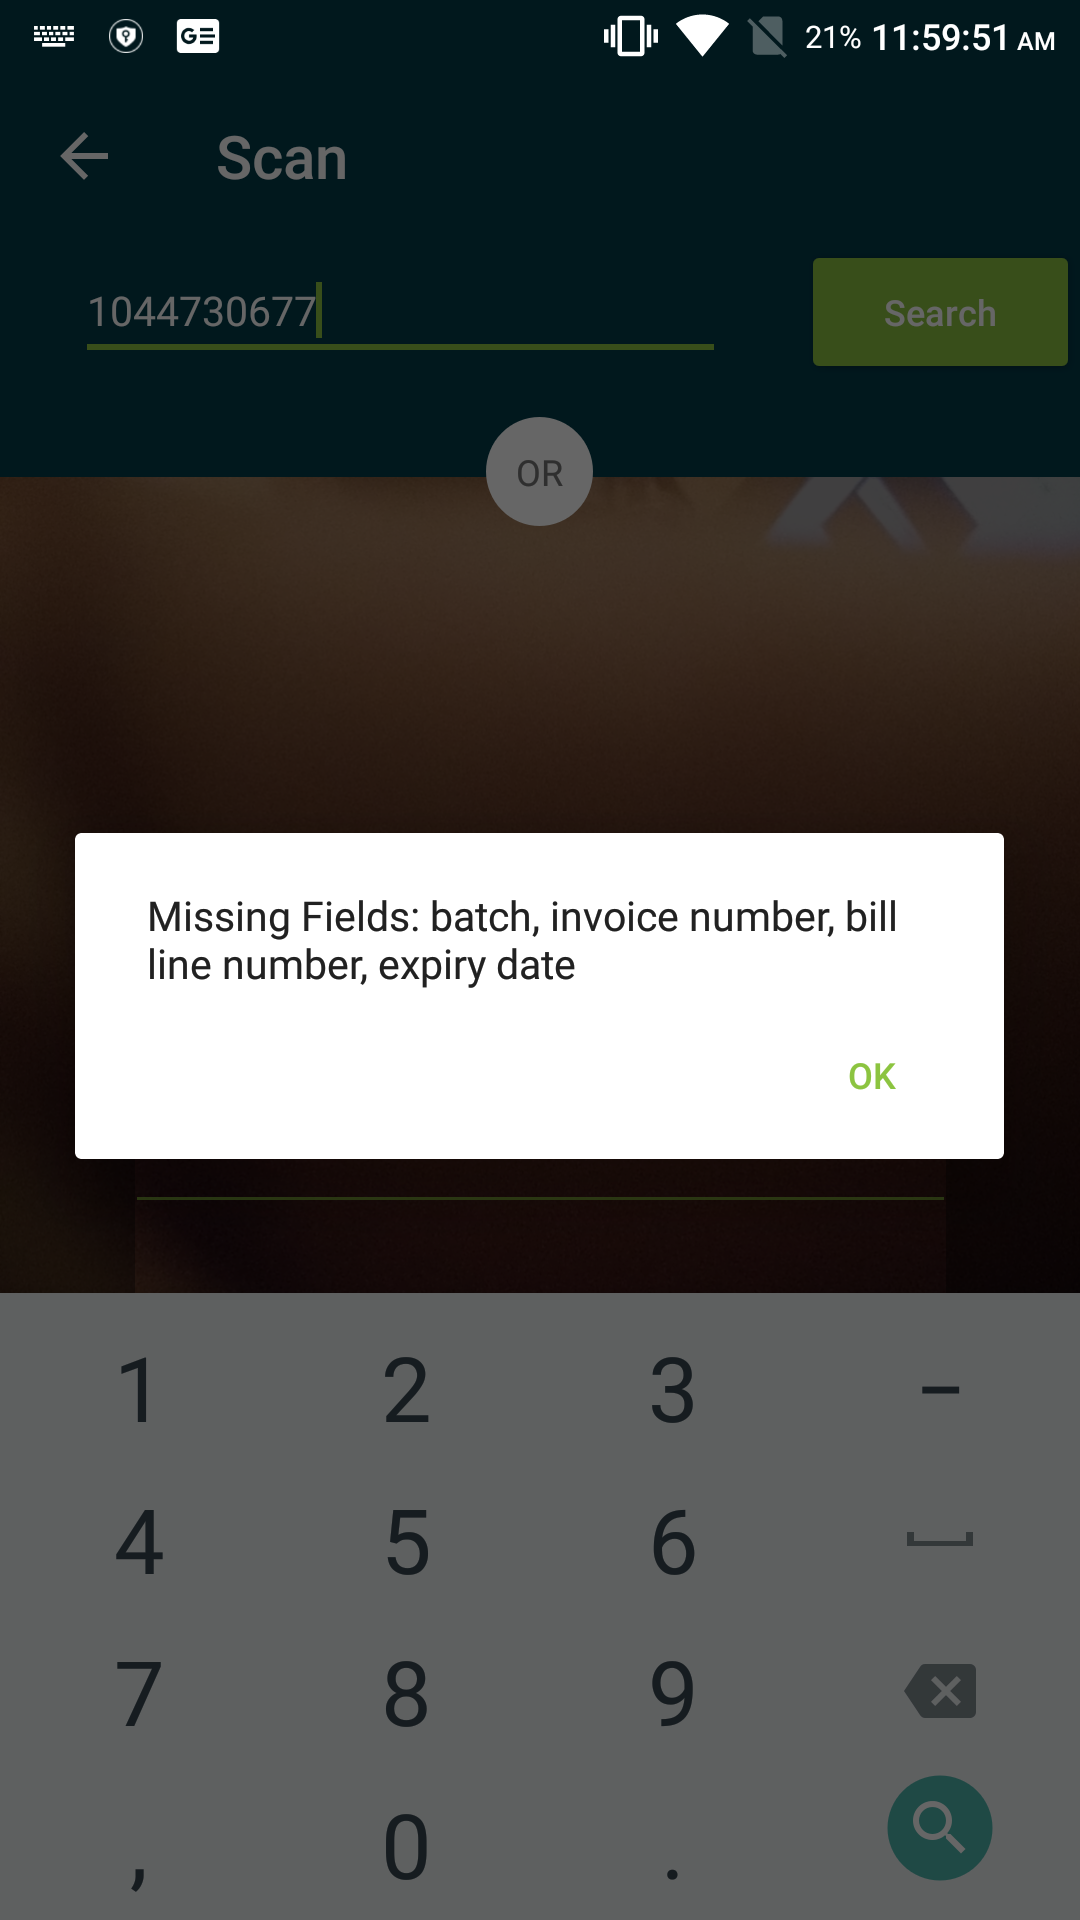 21% 11:59:51 AM
Scan
1044730677
Search
OR
Missing Fields: batch, invoice number, bill
line number, expiry date
OK
1 2 3 –
4 5 6
7 8 9
, 0 .